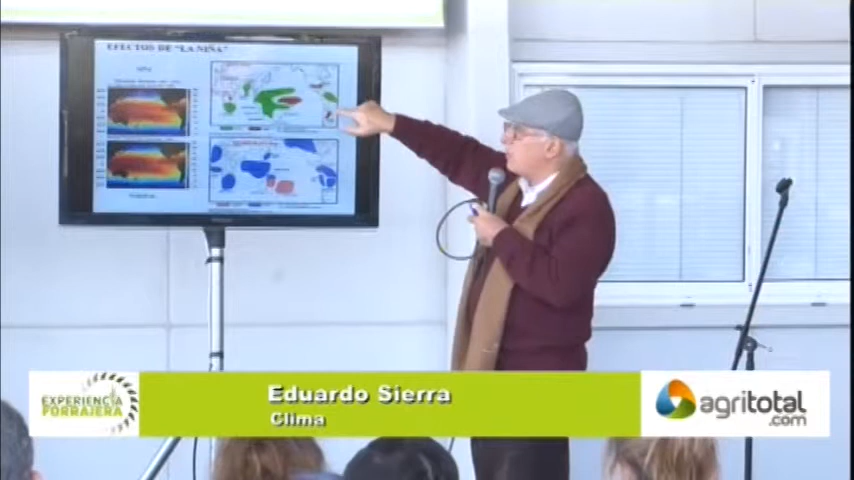 EFECTOS DE "LA NIÑA"
EXPERIENCIA
FORRAJERA
Eduardo Sierra
Clima
agritotal
.com